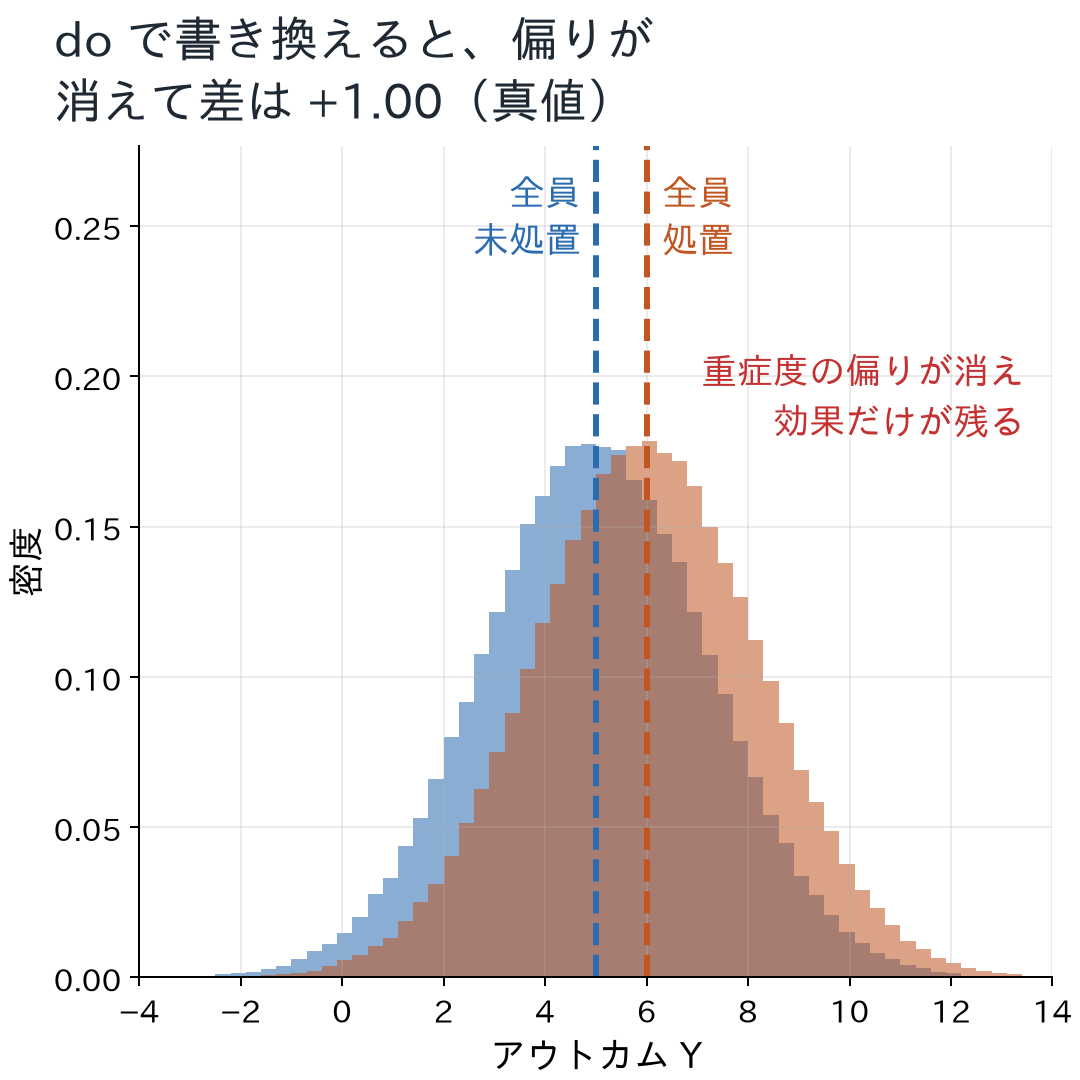 do で書き換えると、偏りが
消えて差は +1.00（真値）
全員
未処置
全員
処置
重症度の偏りが消え
効果だけが残る
密度
0.25
0.20
0.15
0.10
0.05
0.00
−4 −2 0 2 4 6 8 10 12 14
アウトカム Y